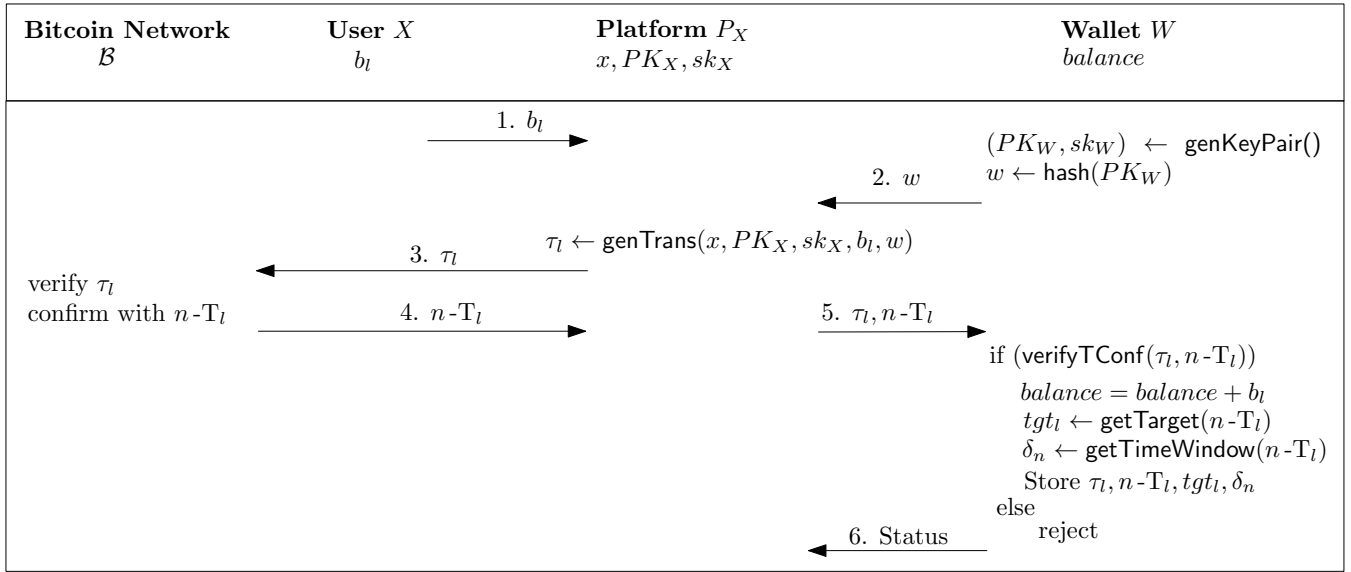 Bitcoin Network User X Platform P_X Wallet W
ℬ b_l x, PK_X, sk_X balance
1. b_l
(PK_W, sk_W) ← genKeyPair()
w ← hash(PK_W)
2. w
τ_l ← genTrans(x, PK_X, sk_X, b_l, w)
3. τ_l
verify τ_l
confirm with n-T_l
4. n-T_l
5. τ_l, n-T_l
if (verifyTConf(τ_l, n-T_l))
balance = balance + b_l
tgt_l ← getTarget(n-T_l)
δ_n ← getTimeWindow(n-T_l)
Store τ_l, n-T_l, tgt_l, δ_n
else
reject
6. Status